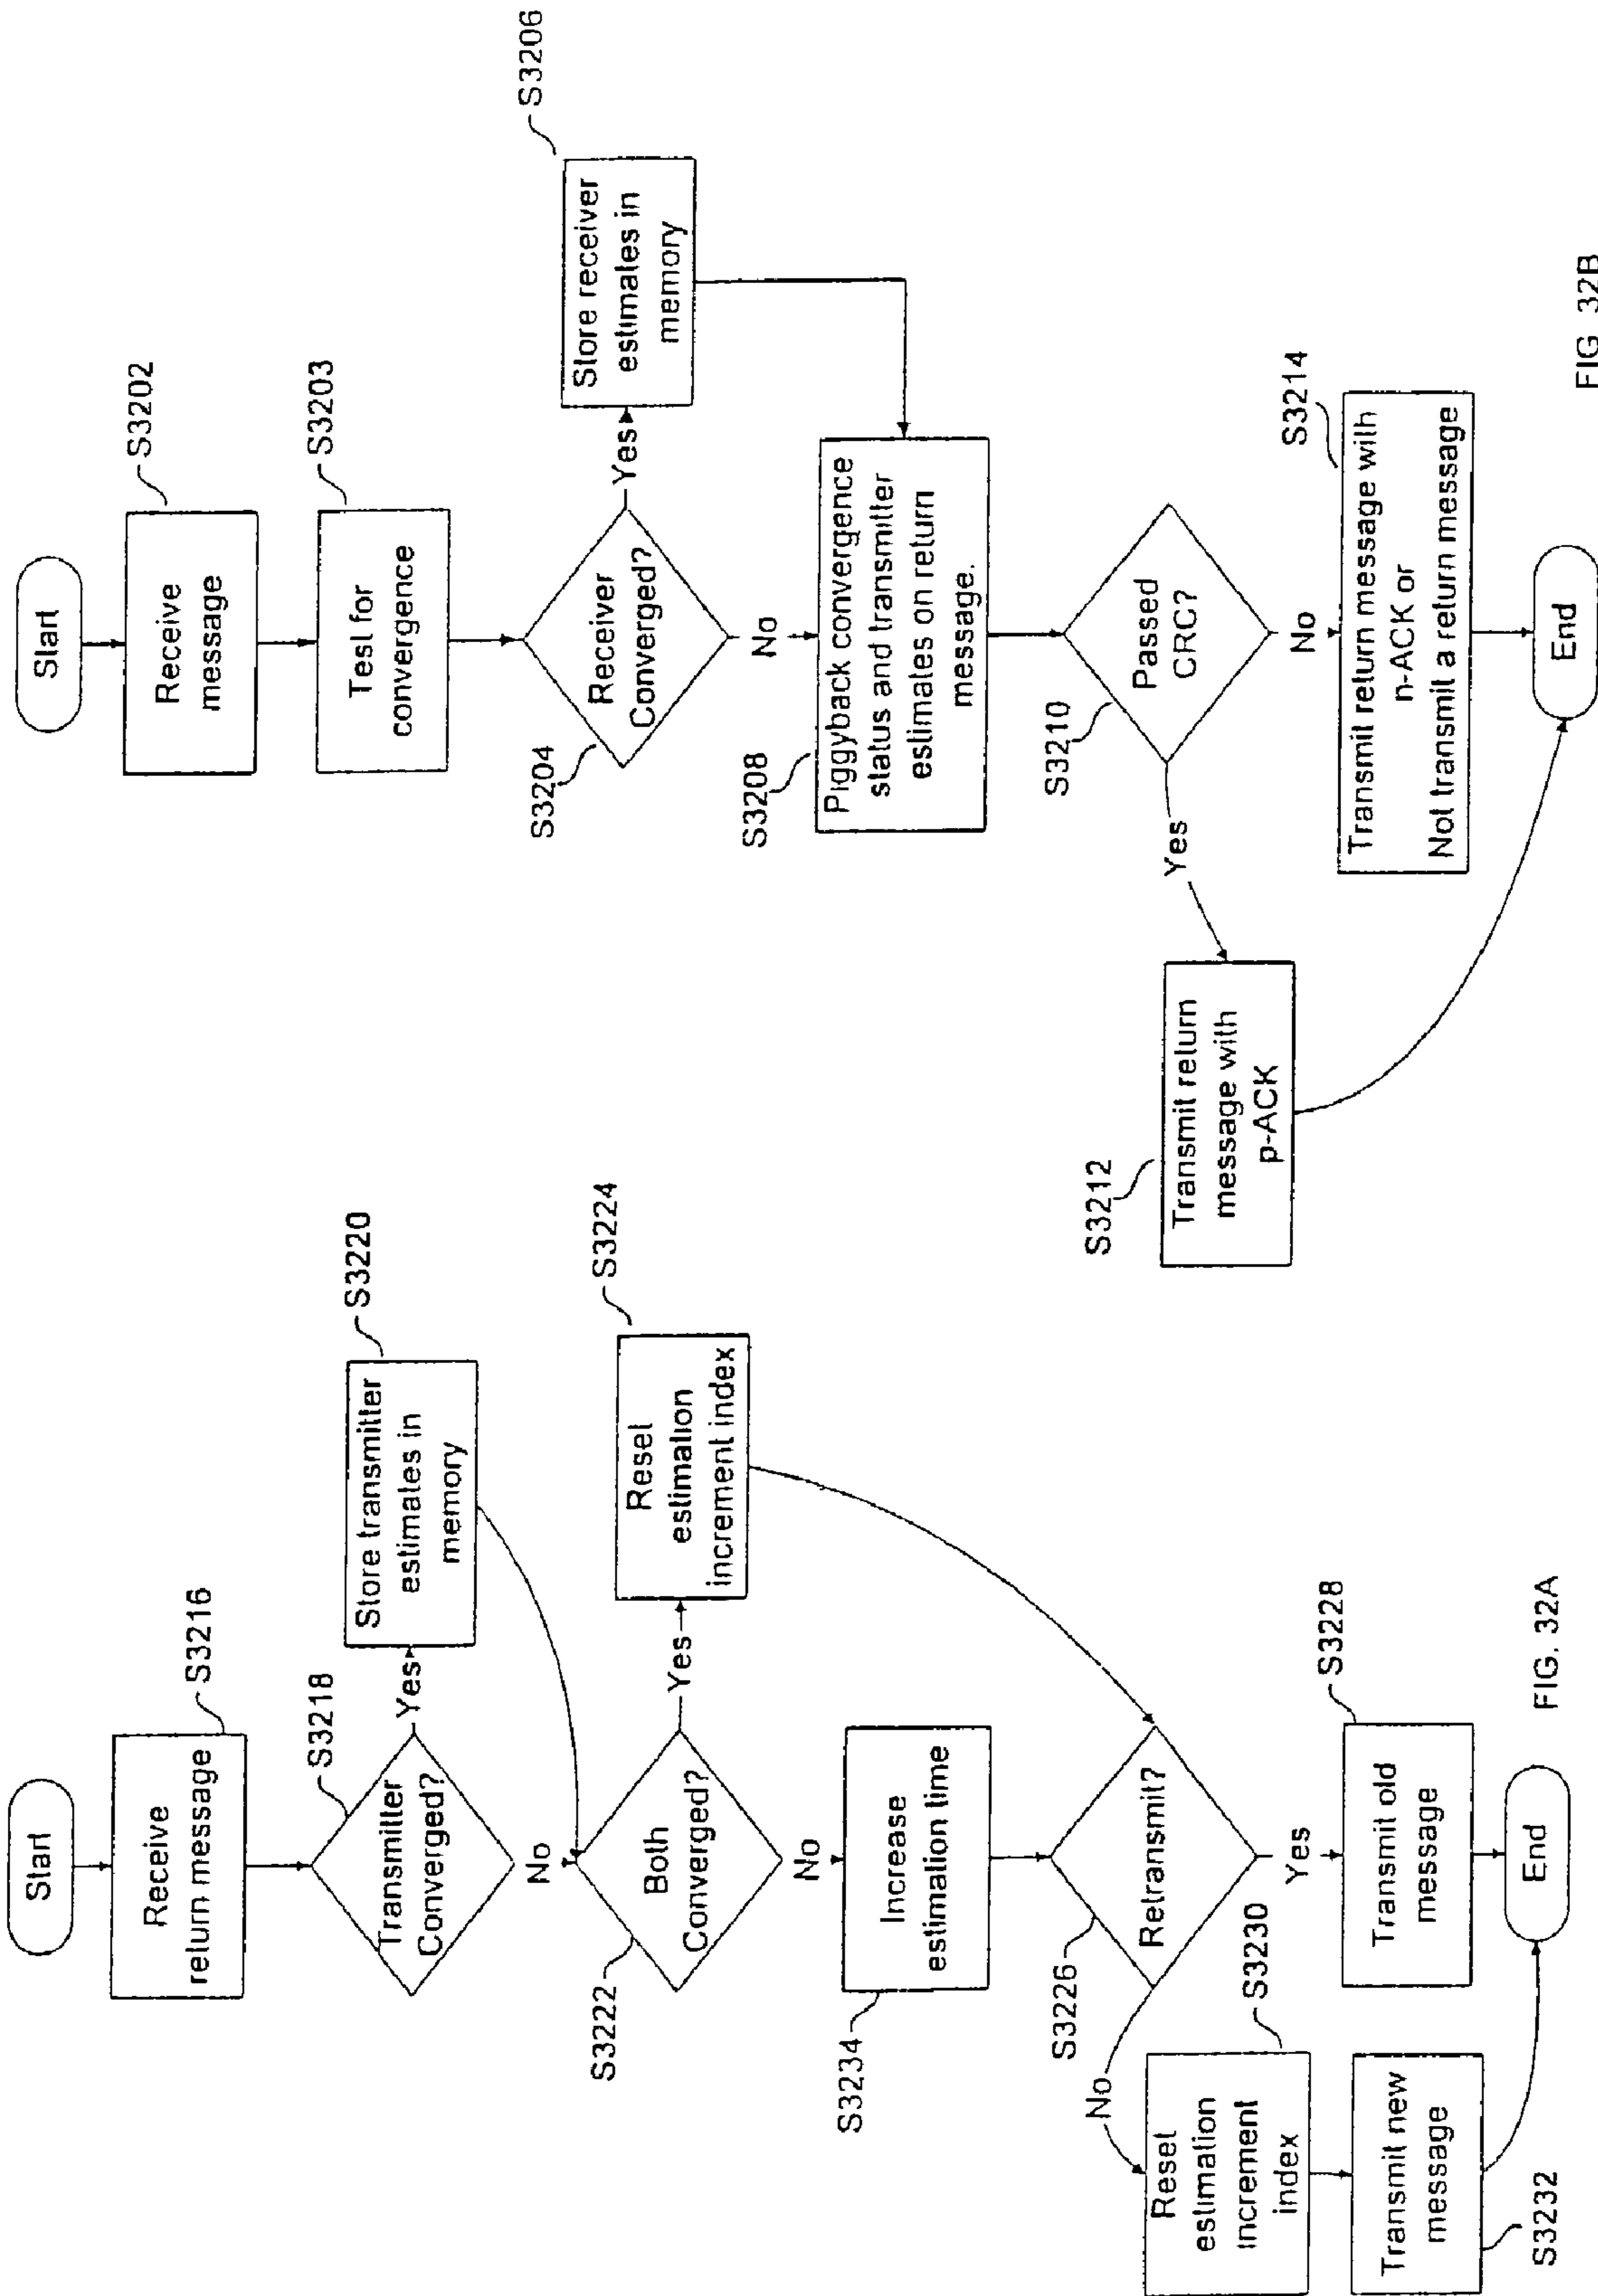 Start
Receive
return message
S3216
Transmitter
Converged?
S3218
Yes
Store transmitter
estimates in
memory
S3220
No
Both
Converged?
S3222
Yes
Reset
estimation
increment index
S3224
No
Increase
estimation time
S3234
Retransmit?
S3226
No
Yes
Reset
estimation
increment
index
S3230
Transmit new
message
S3232
Transmit old
message
S3228
End
FIG. 32A
Start
Receive
message
S3202
Test for
convergence
S3203
Receiver
Converged?
S3204
Yes
Store receiver
estimates in
memory
S3206
No
Piggyback convergence
status and transmitter
estimates on return
message.
S3208
Passed
CRC?
S3210
Yes
Transmit return
message with
p-ACK
S3212
No
Transmit return message with
n-ACK or
Not transmit a return message
S3214
End
FIG. 32B